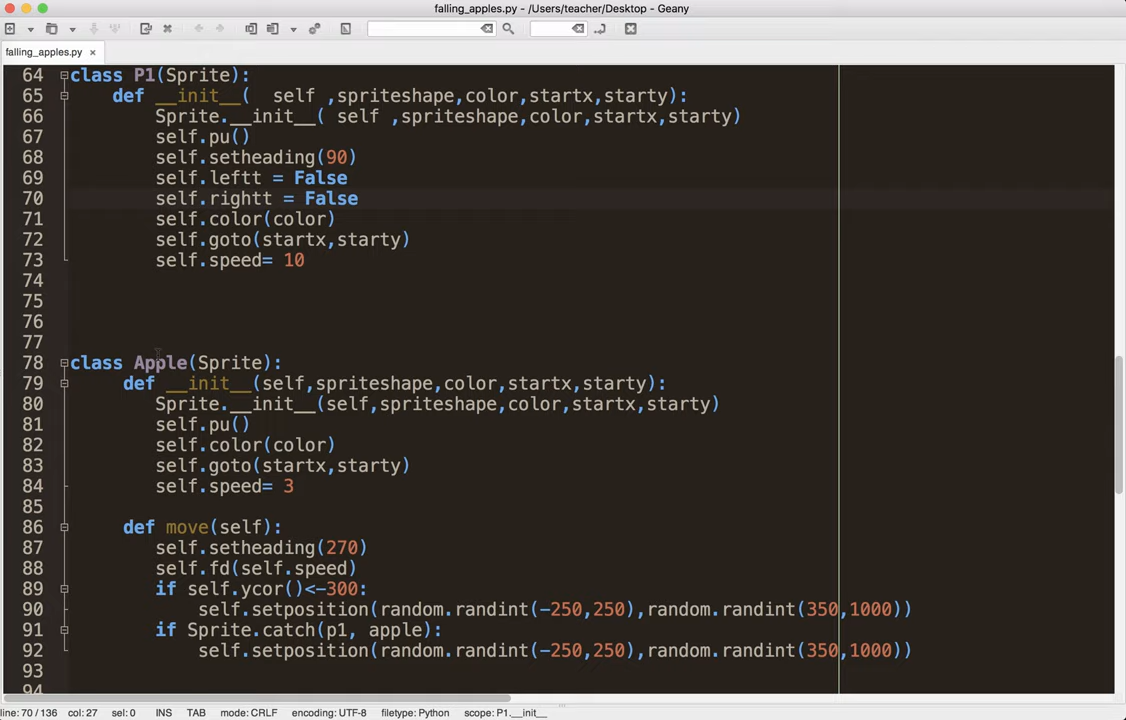 falling_apples.py - /Users/teacher/Desktop - Geany
falling_apples.py ×
64 class P1(Sprite):
65 def __init__(  self ,spriteshape,color,startx,starty):
66 Sprite.__init__( self ,spriteshape,color,startx,starty)
67 self.pu()
68 self.setheading(90)
69 self.leftt = False
70 self.rightt = False
71 self.color(color)
72 self.goto(startx,starty)
73 self.speed= 10
74
75
76
77
78 class Apple(Sprite):
79 def __init__(self,spriteshape,color,startx,starty):
80 Sprite.__init__(self,spriteshape,color,startx,starty)
81 self.pu()
82 self.color(color)
83 self.goto(startx,starty)
84 self.speed= 3
85
86 def move(self):
87 self.setheading(270)
88 self.fd(self.speed)
89 if self.ycor()<-300:
90 self.setposition(random.randint(-250,250),random.randint(350,1000))
91 if Sprite.catch(p1, apple):
92 self.setposition(random.randint(-250,250),random.randint(350,1000))
93
94
line: 70 / 136 col: 27 sel: 0 INS TAB mode: CRLF encoding: UTF-8 filetype: Python scope: P1.__init__